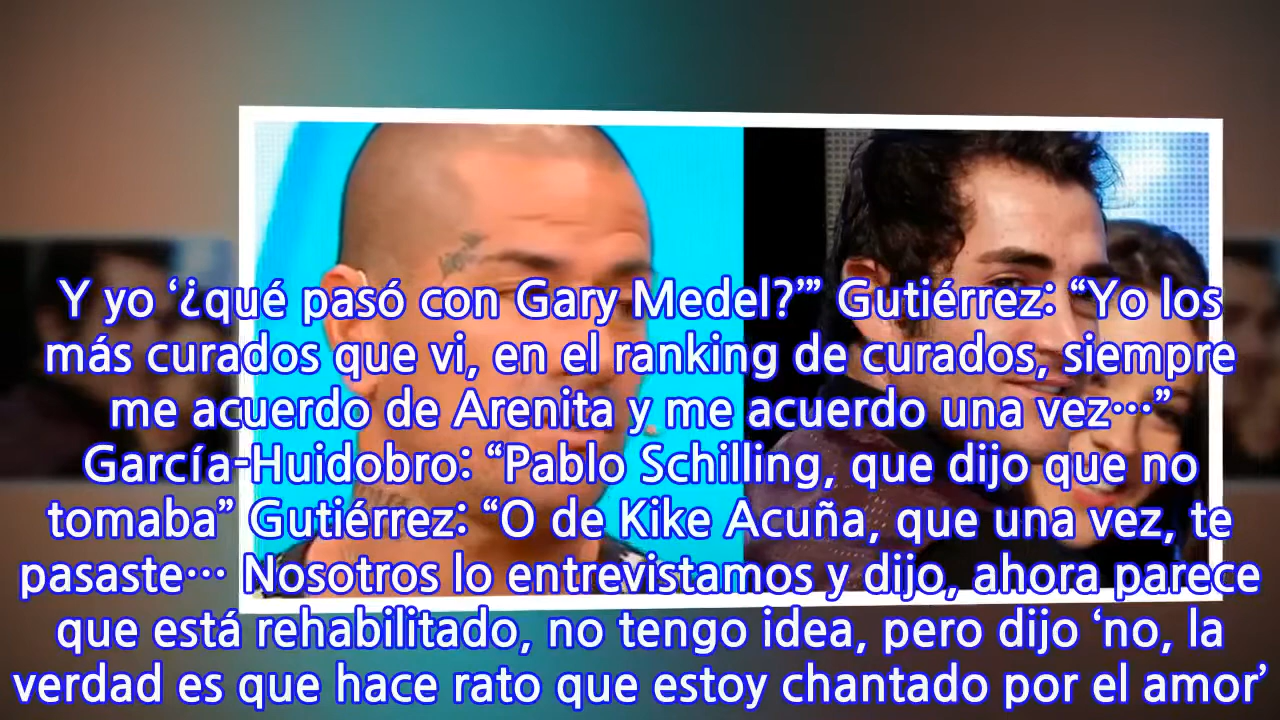 Y yo ‘¿qué pasó con Gary Medel?’” Gutiérrez: “Yo los
más curados que vi, en el ranking de curados, siempre
me acuerdo de Arenita y me acuerdo una vez…”
García-Huidobro: “Pablo Schilling, que dijo que no
tomaba” Gutiérrez: “O de Kike Acuña, que una vez, te
pasaste… Nosotros lo entrevistamos y dijo, ahora parece
que está rehabilitado, no tengo idea, pero dijo ‘no, la
verdad es que hace rato que estoy chantado por el amor’